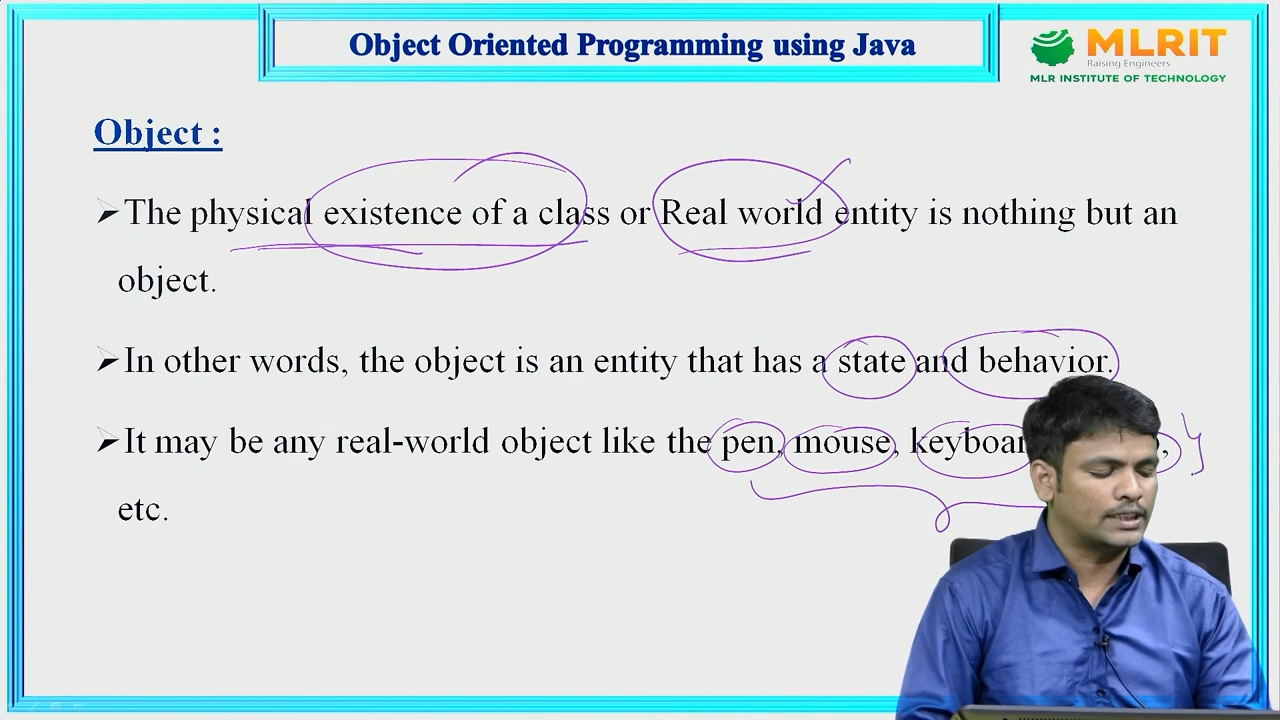 Object Oriented Programming using Java
MLRIT
Raising Engineers
MLR INSTITUTE OF TECHNOLOGY
Object :
➢The physical existence of a class or Real world entity is nothing but an
object.
➢In other words, the object is an entity that has a state and behavior.
➢It may be any real-world object like the pen, mouse,
etc.